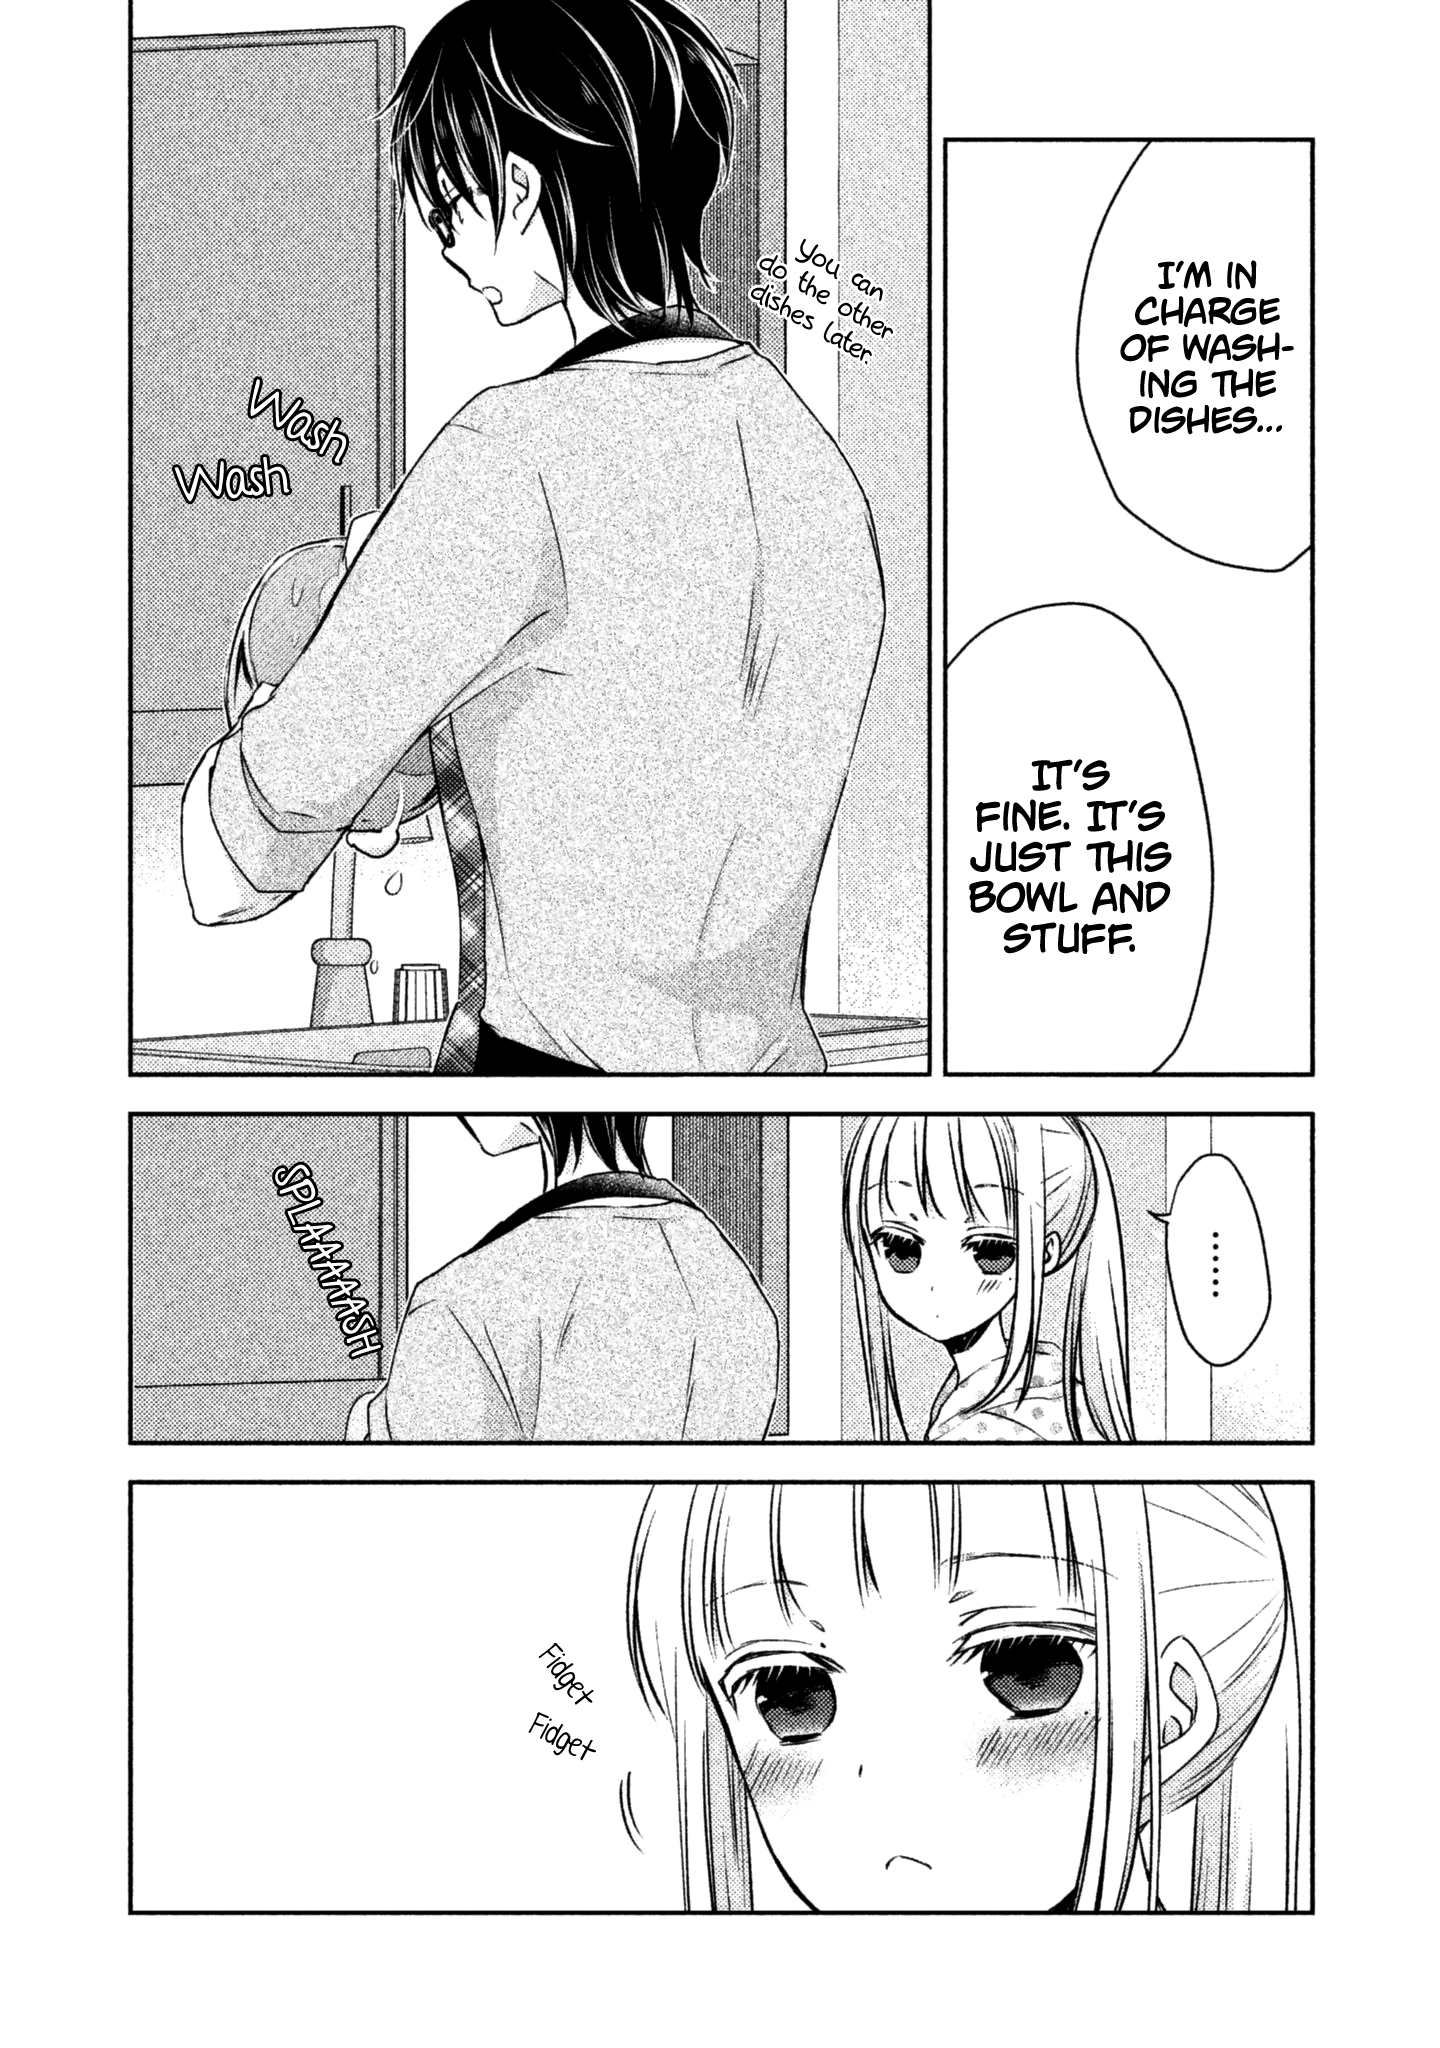 I'M IN
CHARGE
OF WASH-
ING THE
DISHES...
IT'S
FINE. IT'S
JUST THIS
BOWL AND
STUFF.
You can
do the other
dishes later.
Wash
Wash
......
SPLAAAAASH
Fidget
Fidget